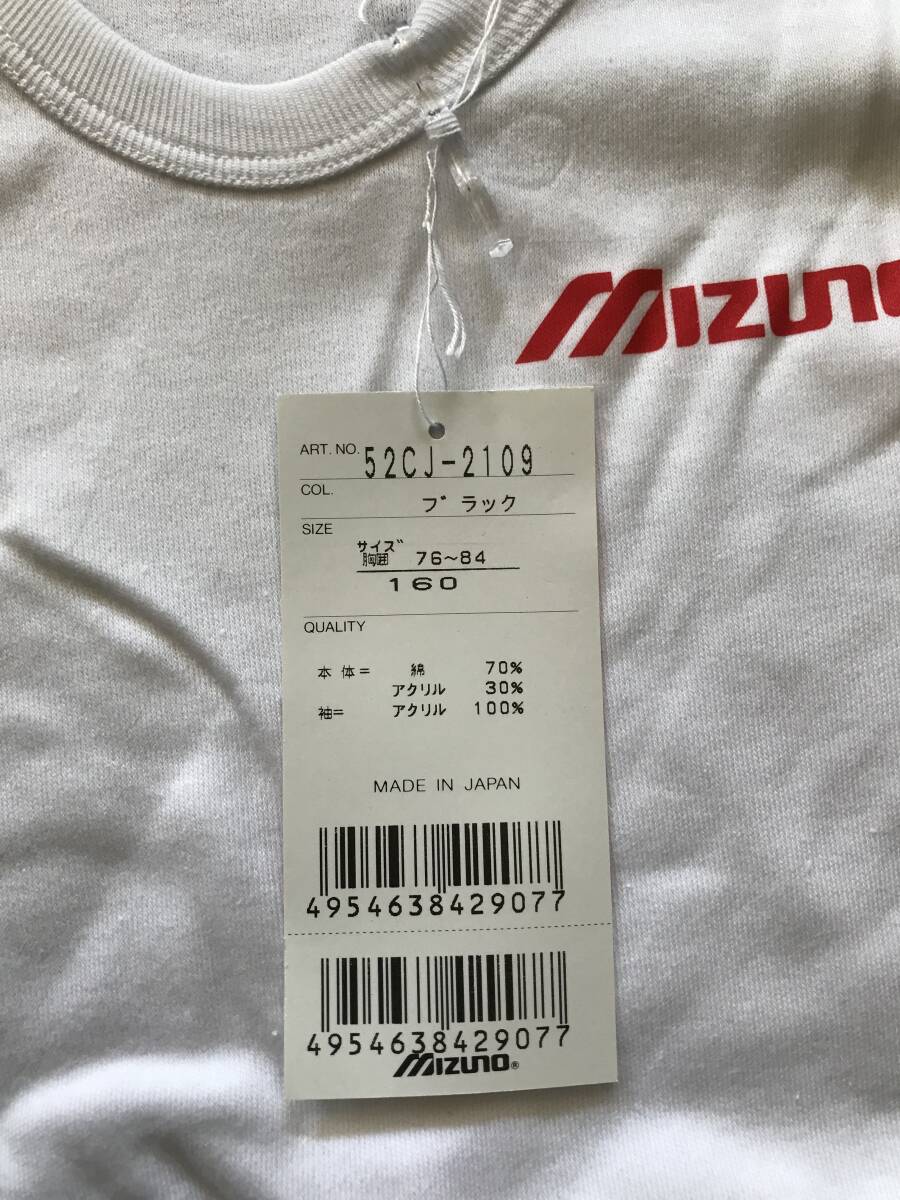 MIZUNO
ART. NO. 52CJ-2109
COL. ブラック
SIZE
サイズ
胸囲 76~84
160
QUALITY
本体= 綿 70%
アクリル 30%
袖= アクリル 100%
MADE IN JAPAN
4954638429077
4954638429077
MIZUNO®